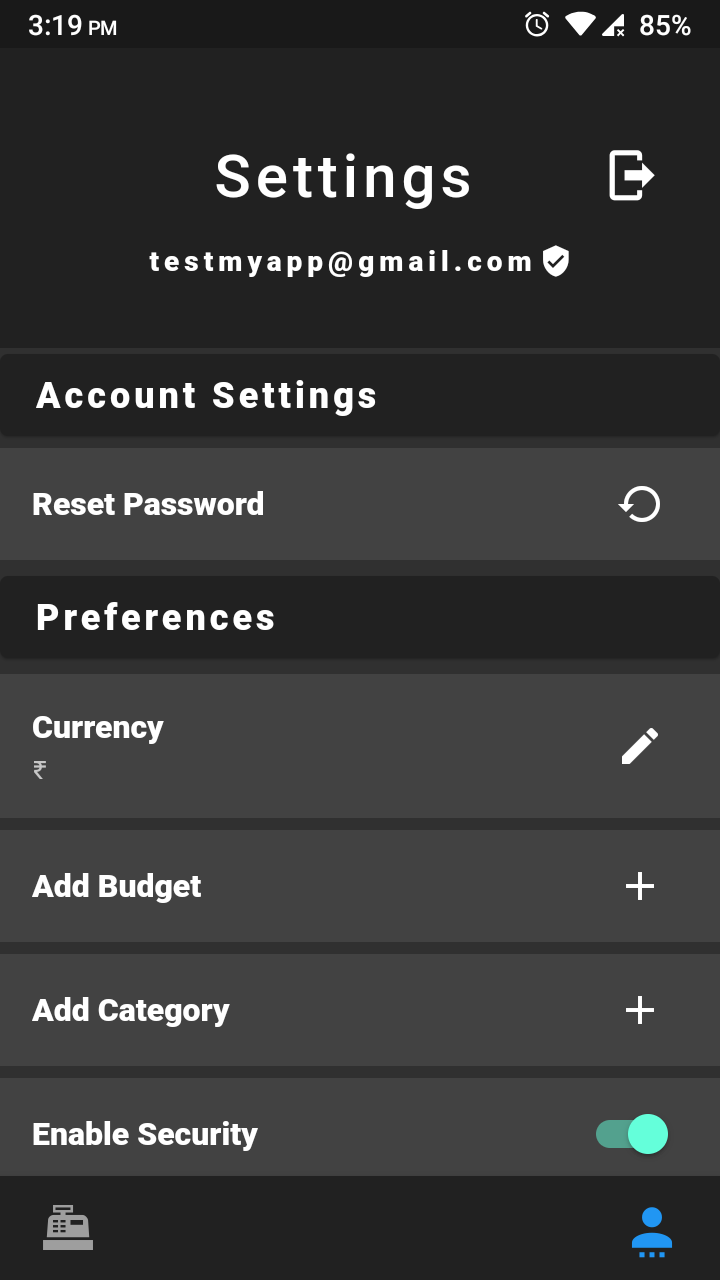 3:19 PM 85%
Settings
testmyapp@gmail.com
Account Settings
Reset Password
Preferences
Currency
₹
Add Budget
Add Category
Enable Security